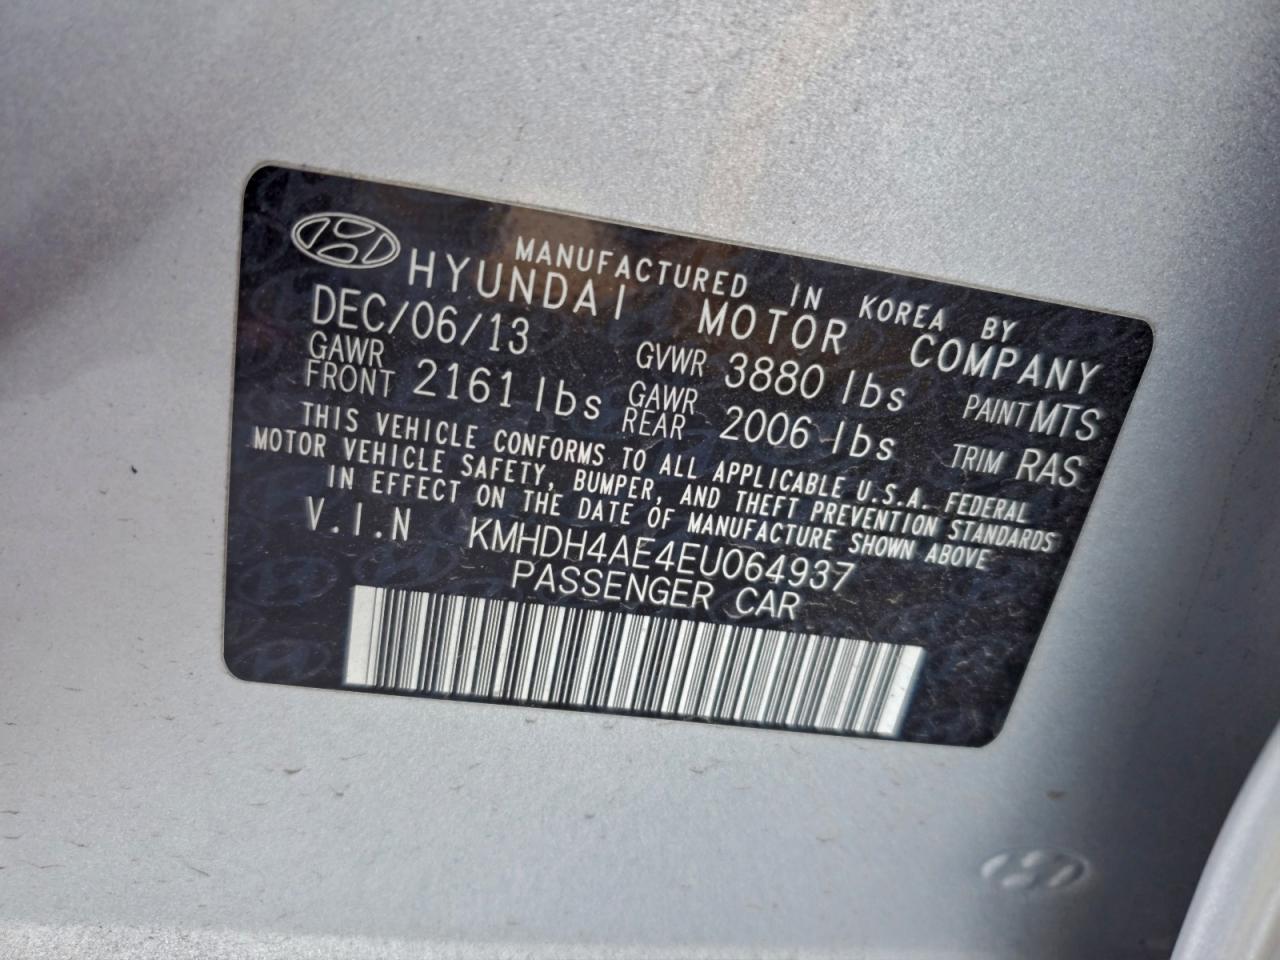 MANUFACTURED IN KOREA BY
HYUNDAI MOTOR COMPANY
DEC/06/13 GVWR 3880 lbs PAINT MTS
GAWR FRONT 2161 lbs GAWR REAR 2006 lbs TRIM RAS
THIS VEHICLE CONFORMS TO ALL APPLICABLE U.S.A. FEDERAL
MOTOR VEHICLE SAFETY, BUMPER, AND THEFT PREVENTION STANDARDS
IN EFFECT ON THE DATE OF MANUFACTURE SHOWN ABOVE
V.I.N KMHDH4AE4EU064937
PASSENGER CAR